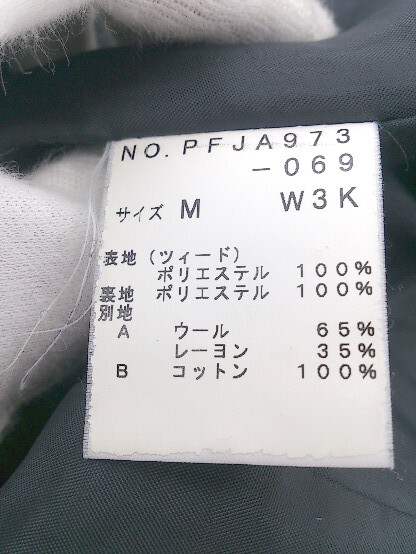 NO.PFJA973
-069
サイズ M W3K
表地(ツィード)
ポリエステル 100%
裏地 ポリエステル 100%
別地
A ウール 65%
レーヨン 35%
B コットン 100%